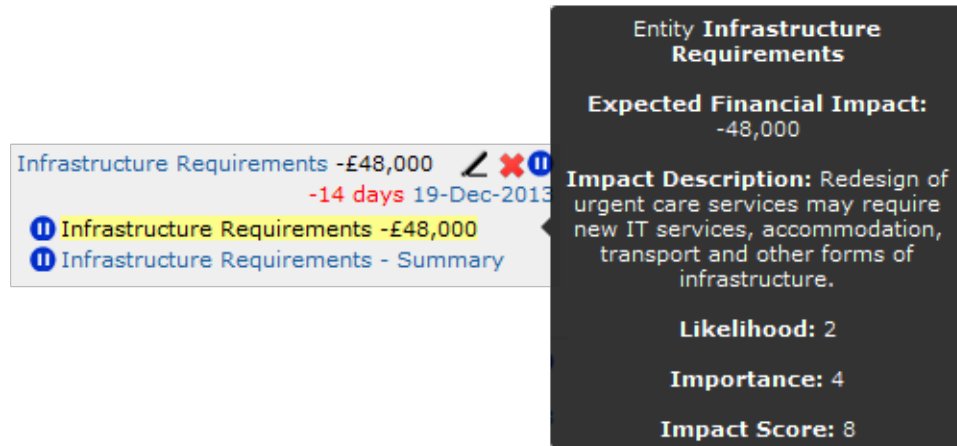 Infrastructure Requirements -£48,000
-14 days 19-Dec-2013
Infrastructure Requirements -£48,000
Infrastructure Requirements - Summary
Entity Infrastructure
Requirements
Expected Financial Impact:
-48,000
Impact Description: Redesign of
urgent care services may require
new IT services, accommodation,
transport and other forms of
infrastructure.
Likelihood: 2
Importance: 4
Impact Score: 8